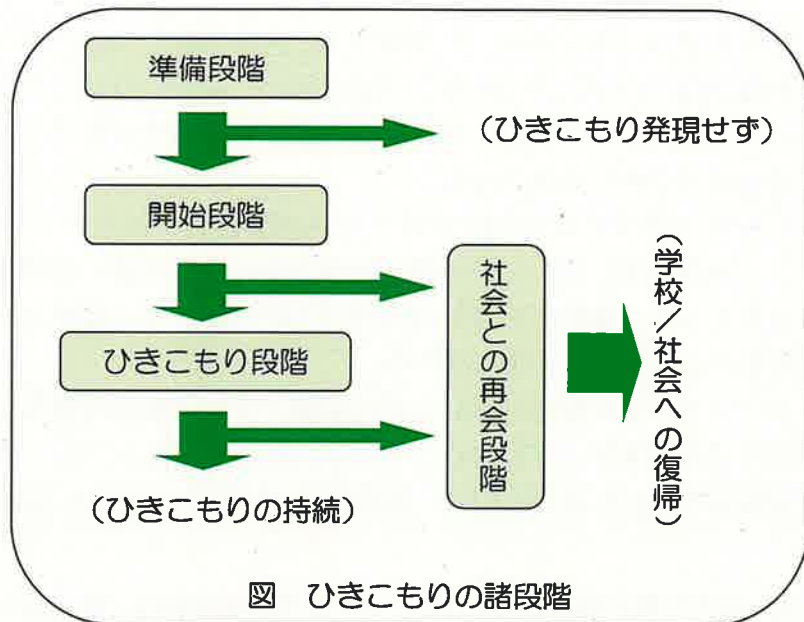 準備段階
(ひきこもり発現せず)
開始段階
社会との再会段階
(学校/社会への復帰)
ひきこもり段階
(ひきこもりの持続)
図 ひきこもりの諸段階